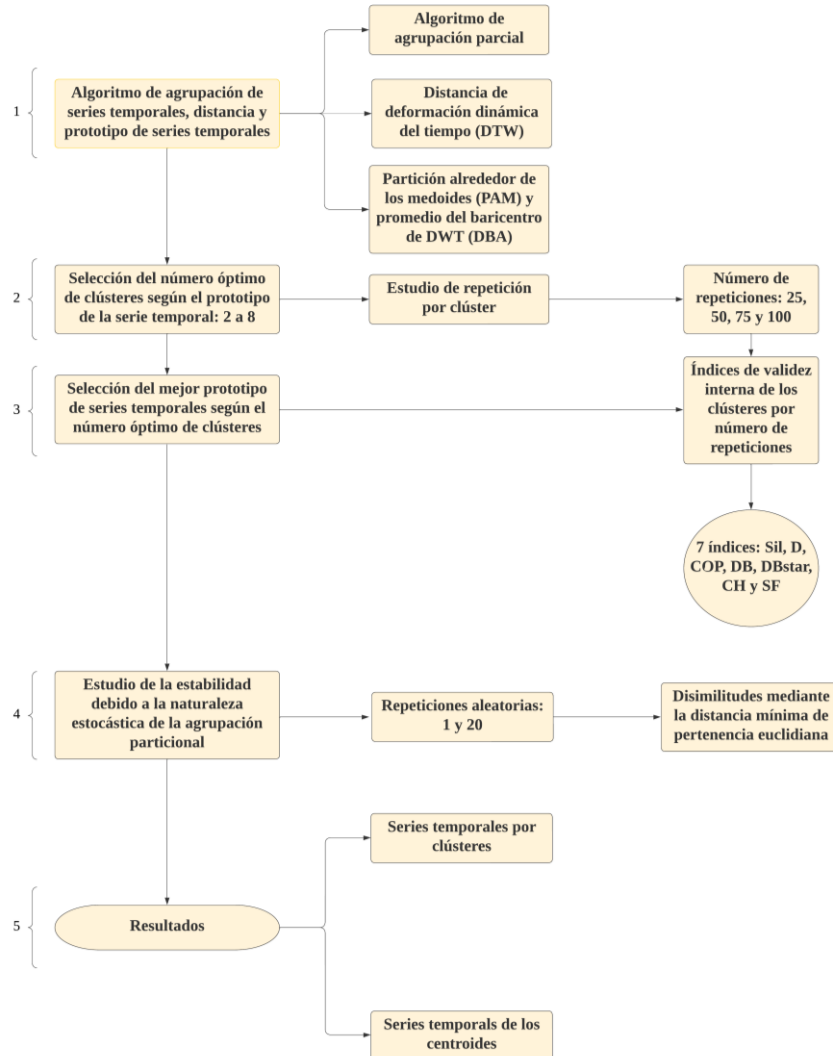 Algoritmo de
agrupación parcial
1
Algoritmo de agrupación de
series temporales, distancia y
prototipo de series temporales
Distancia de
deformación dinámica
del tiempo (DTW)
Partición alrededor de
los medoides (PAM) y
promedio del baricentro
de DWT (DBA)
2
Selección del número óptimo
de clústeres según el prototipo
de la serie temporal: 2 a 8
Estudio de repetición
por clúster
Número de
repeticiones: 25,
50, 75 y 100
3
Selección del mejor prototipo
de series temporales según el
número óptimo de clústeres
Índices de validez
interna de los
clústeres por
número de
repeticiones
7 índices: Sil, D,
COP, DB, DBstar,
CH y SF
4
Estudio de la estabilidad
debido a la naturaleza
estocástica de la agrupación
particional
Repeticiones aleatorias:
1 y 20
Disimilitudes mediante
la distancia mínima de
pertenencia euclidiana
Series temporales por
clústeres
5
Resultados
Series temporals de los
centroides